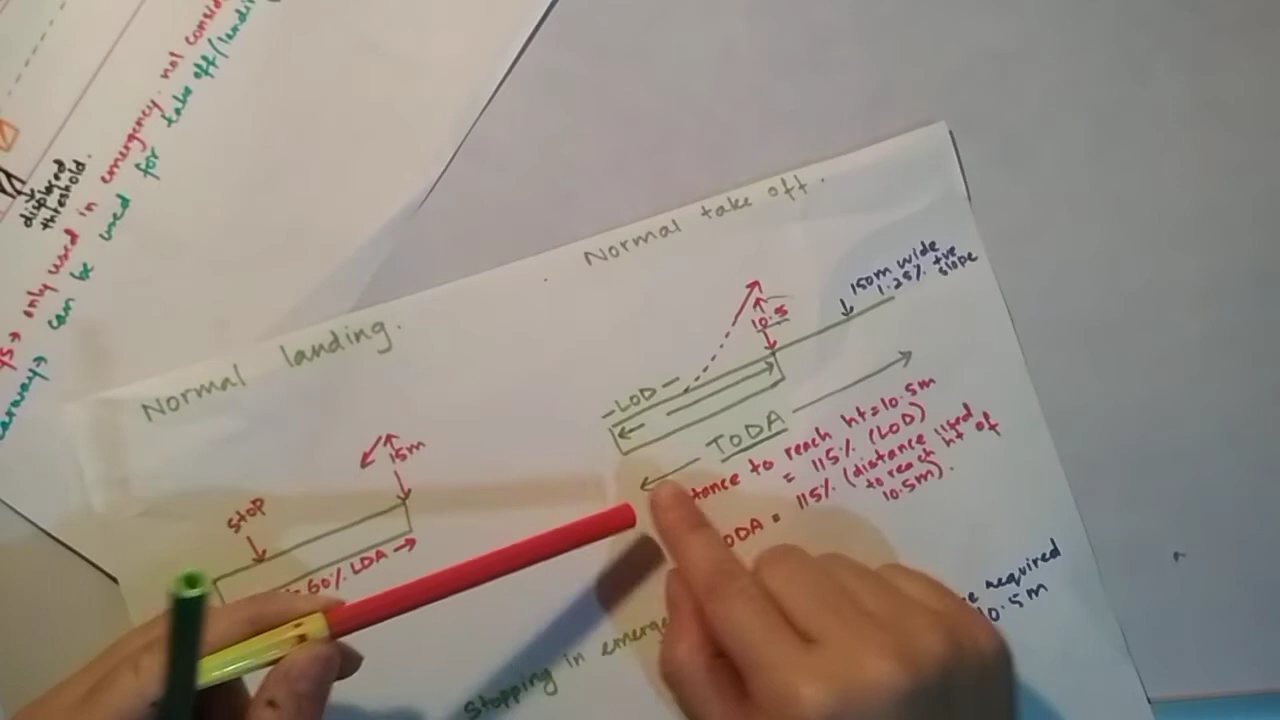 only used in emergency. not consid
can be used for take off/landi
displaced
threshold.
Normal landing.
15m
stop
60% LDA
Normal take off.
150m wide
1.25% +ve
slope
10.5
LOD
TODA
tance to reach ht=10.5m
= 115% (LOD)
ODA = 115% (distance used
to reach ht of
10.5m).
required
10.5m
Stopping in emerge